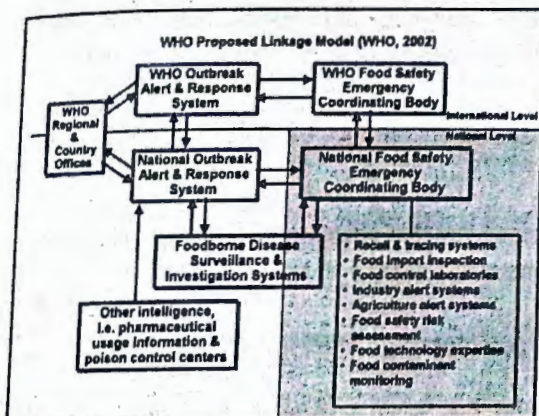 WHO Proposed Linkage Model (WHO, 2002)
WHO Outbreak
Alert & Response
System
WHO Food Safety
Emergency
Coordinating Body
WHO
Regional
&
Country
Offices
International Level
National Level
National Outbreak
Alert & Response
System
National Food Safety
Emergency
Coordinating Body
Foodborne Disease
Surveillance &
Investigation Systems
Other intelligence,
i.e. pharmaceutical
usage information &
poison control centers
• Recall & tracing systems
• Food import inspection
• Food control laboratories
• Industry alert systems
• Agriculture alert systems
• Food safety risk
assessment
• Food technology expertise
• Food contaminent
monitoring